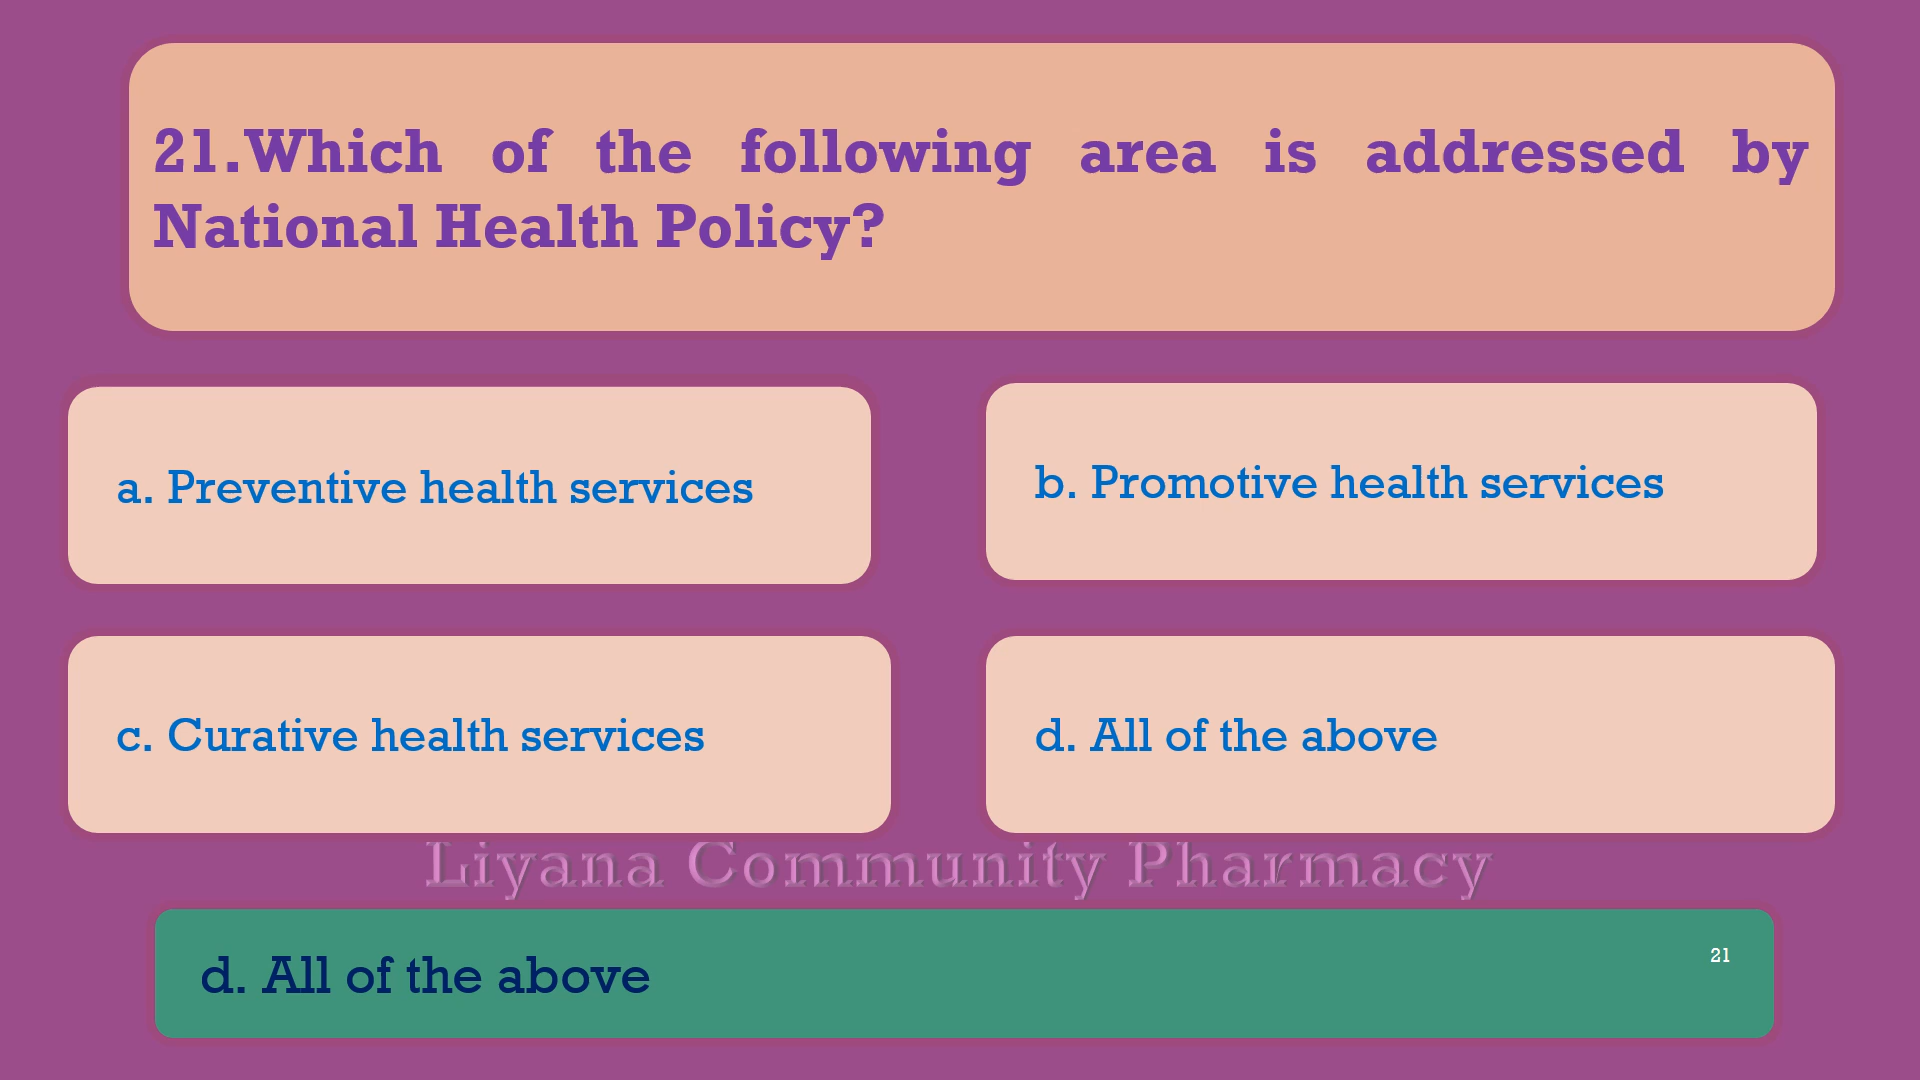 21.Which of the following area is addressed by
National Health Policy?
a. Preventive health services
b. Promotive health services
c. Curative health services
d. All of the above
Liyana Community Pharmacy
d. All of the above
21